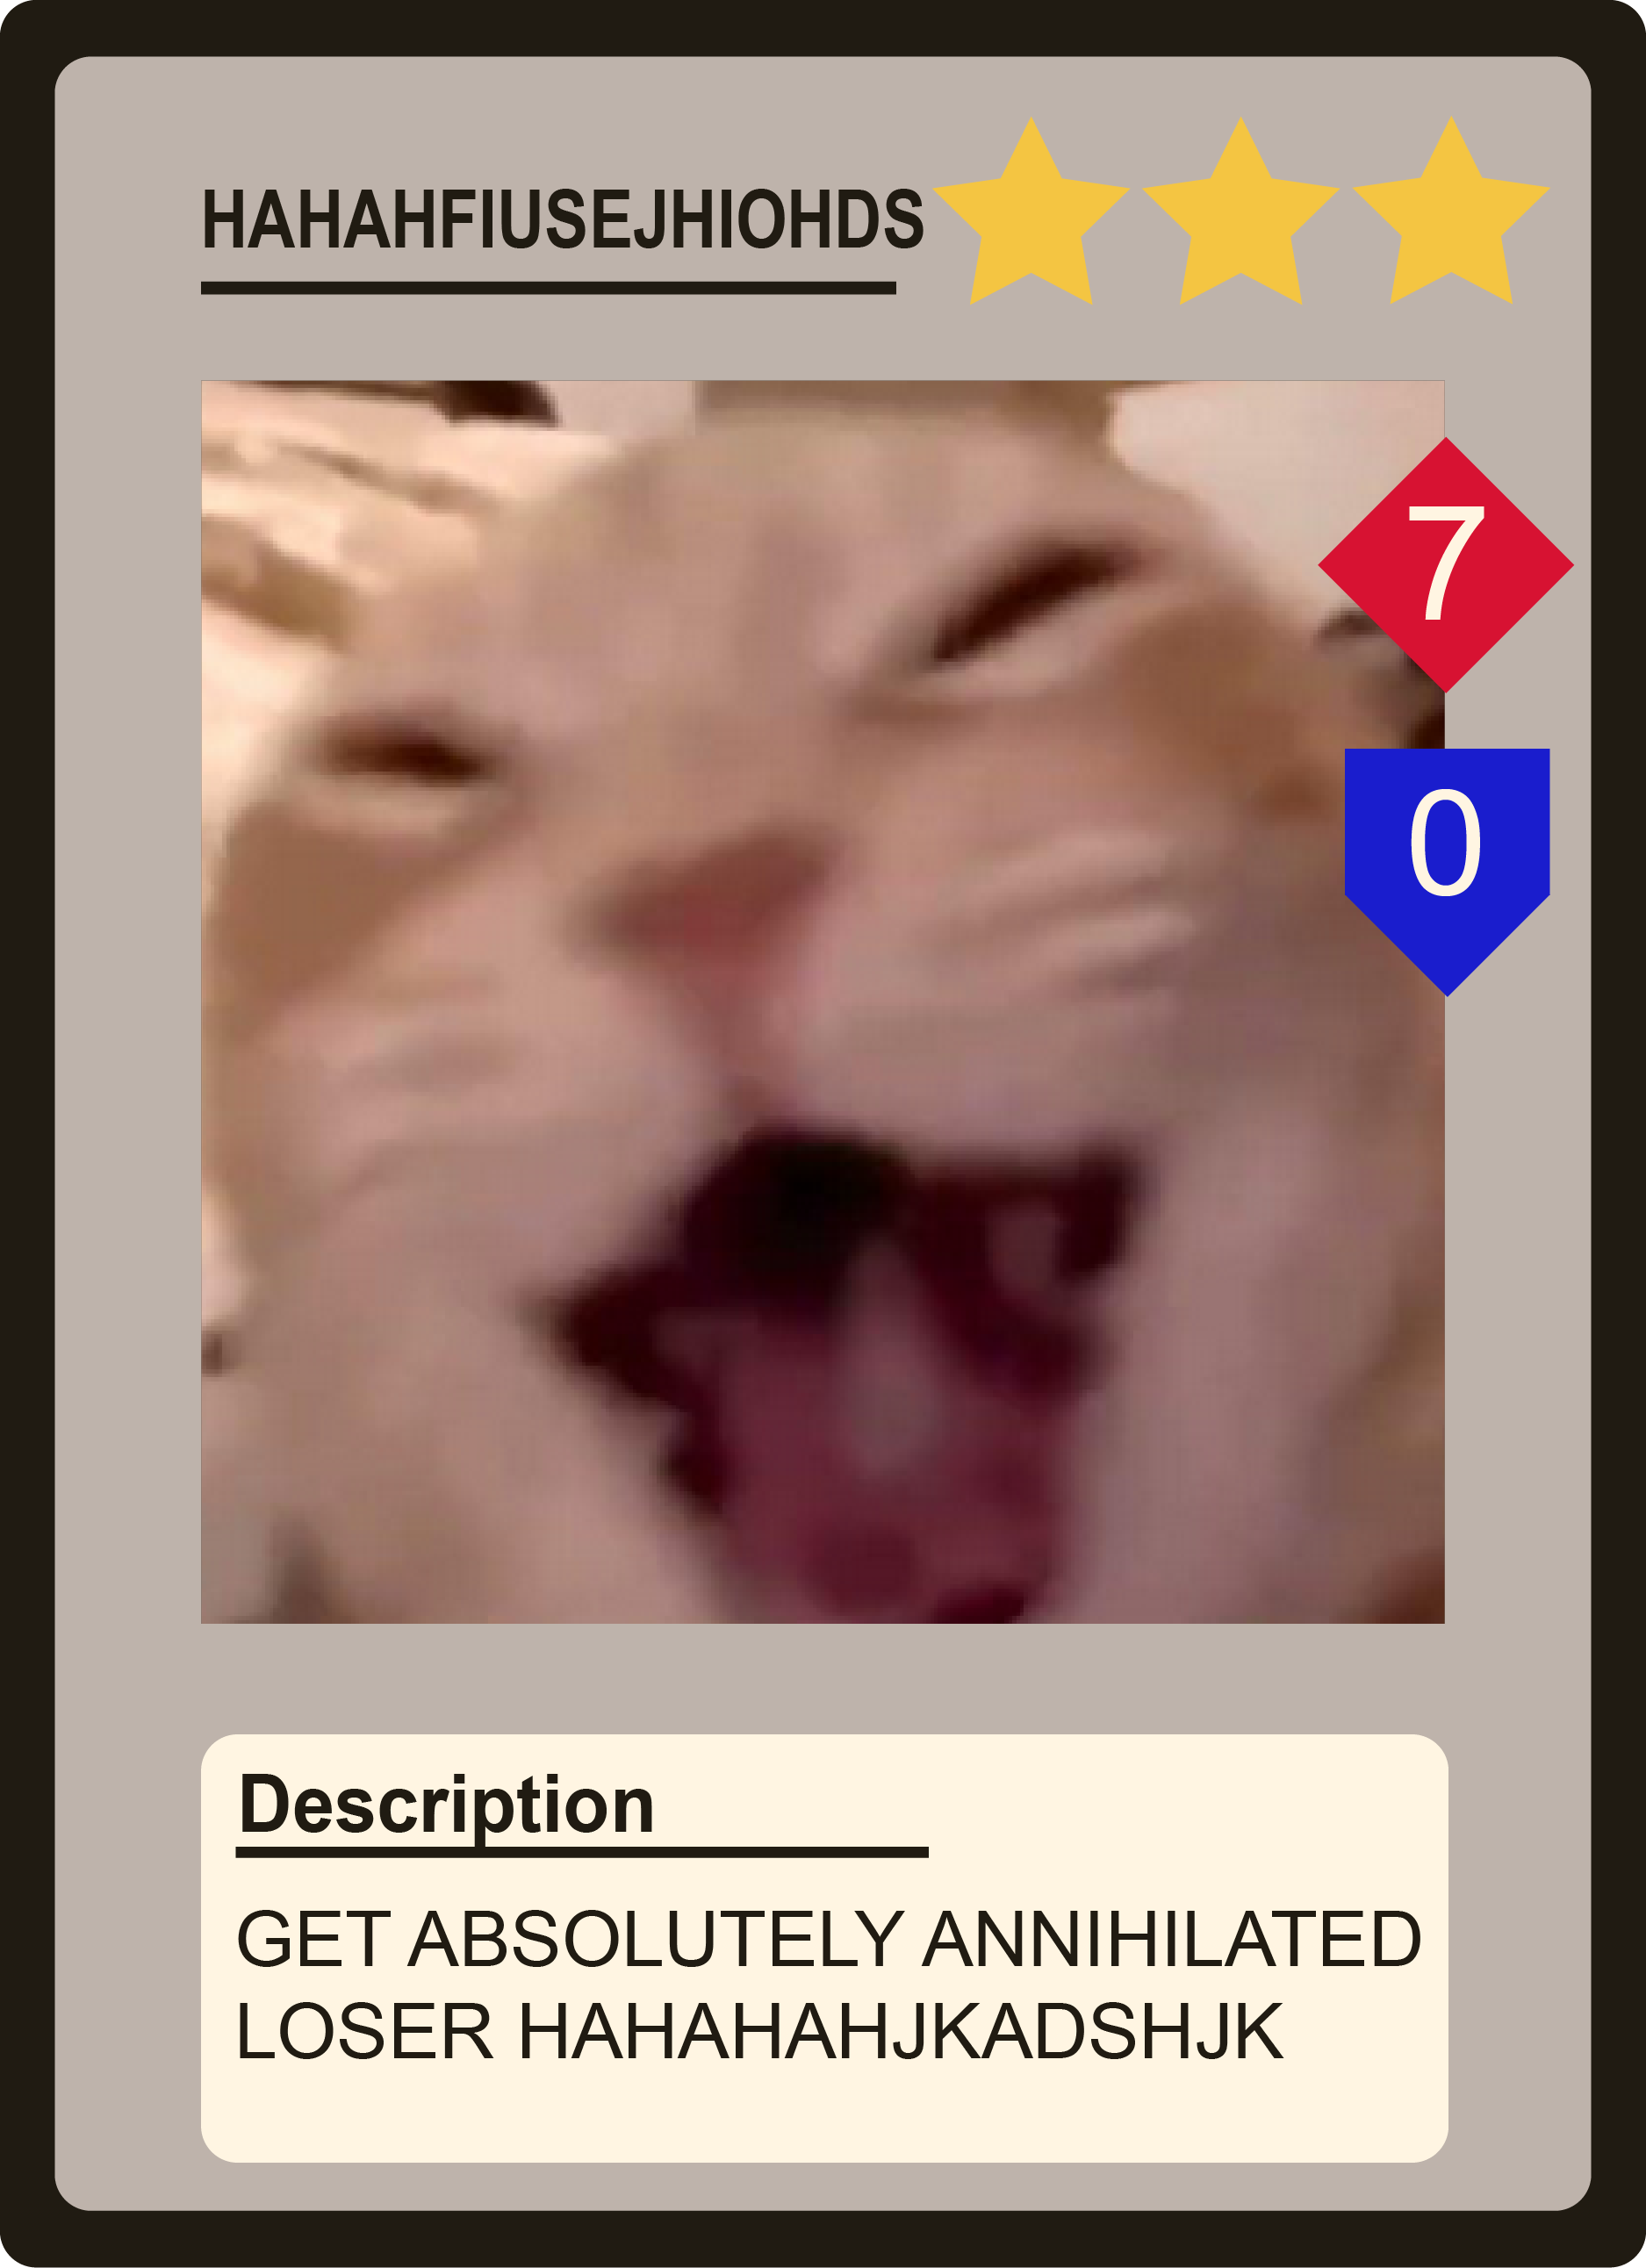 HAHAHFIUSEJHIOHDS
7
0
Description
GET ABSOLUTELY ANNIHILATED
LOSER HAHAHAHJKADSHJK